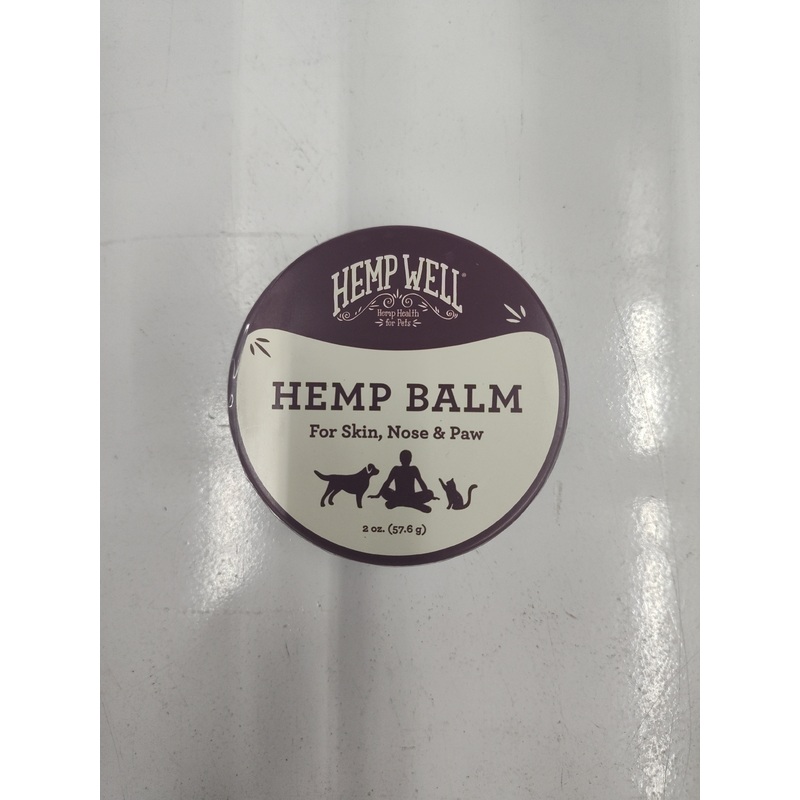 HEMP WELL®
Hemp Health
for Pets
HEMP BALM
For Skin, Nose & Paw
2 oz. (57.6 g)